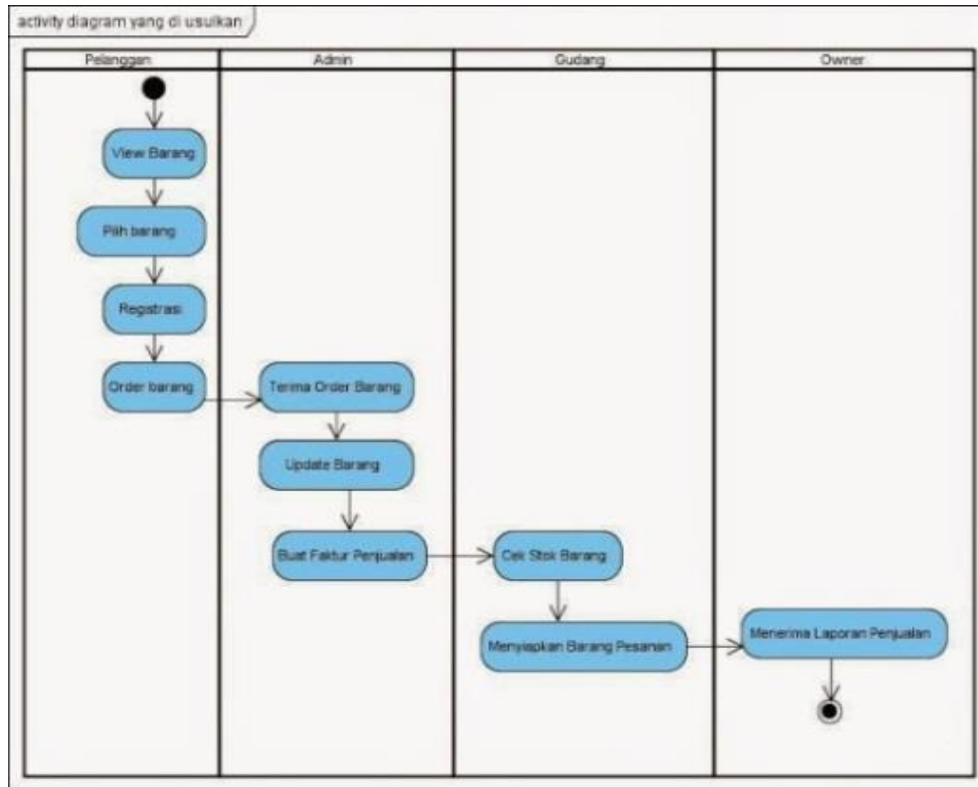 activity diagram yang di usulkan
Pelanggan
Admin
Gudang
Owner
View Barang
Pilih barang
Registrasi
Order barang
Terima Order Barang
Update Barang
Buat Faktur Penjualan
Cek Stok Barang
Menyiapkan Barang Pesanan
Menerima Laporan Penjualan